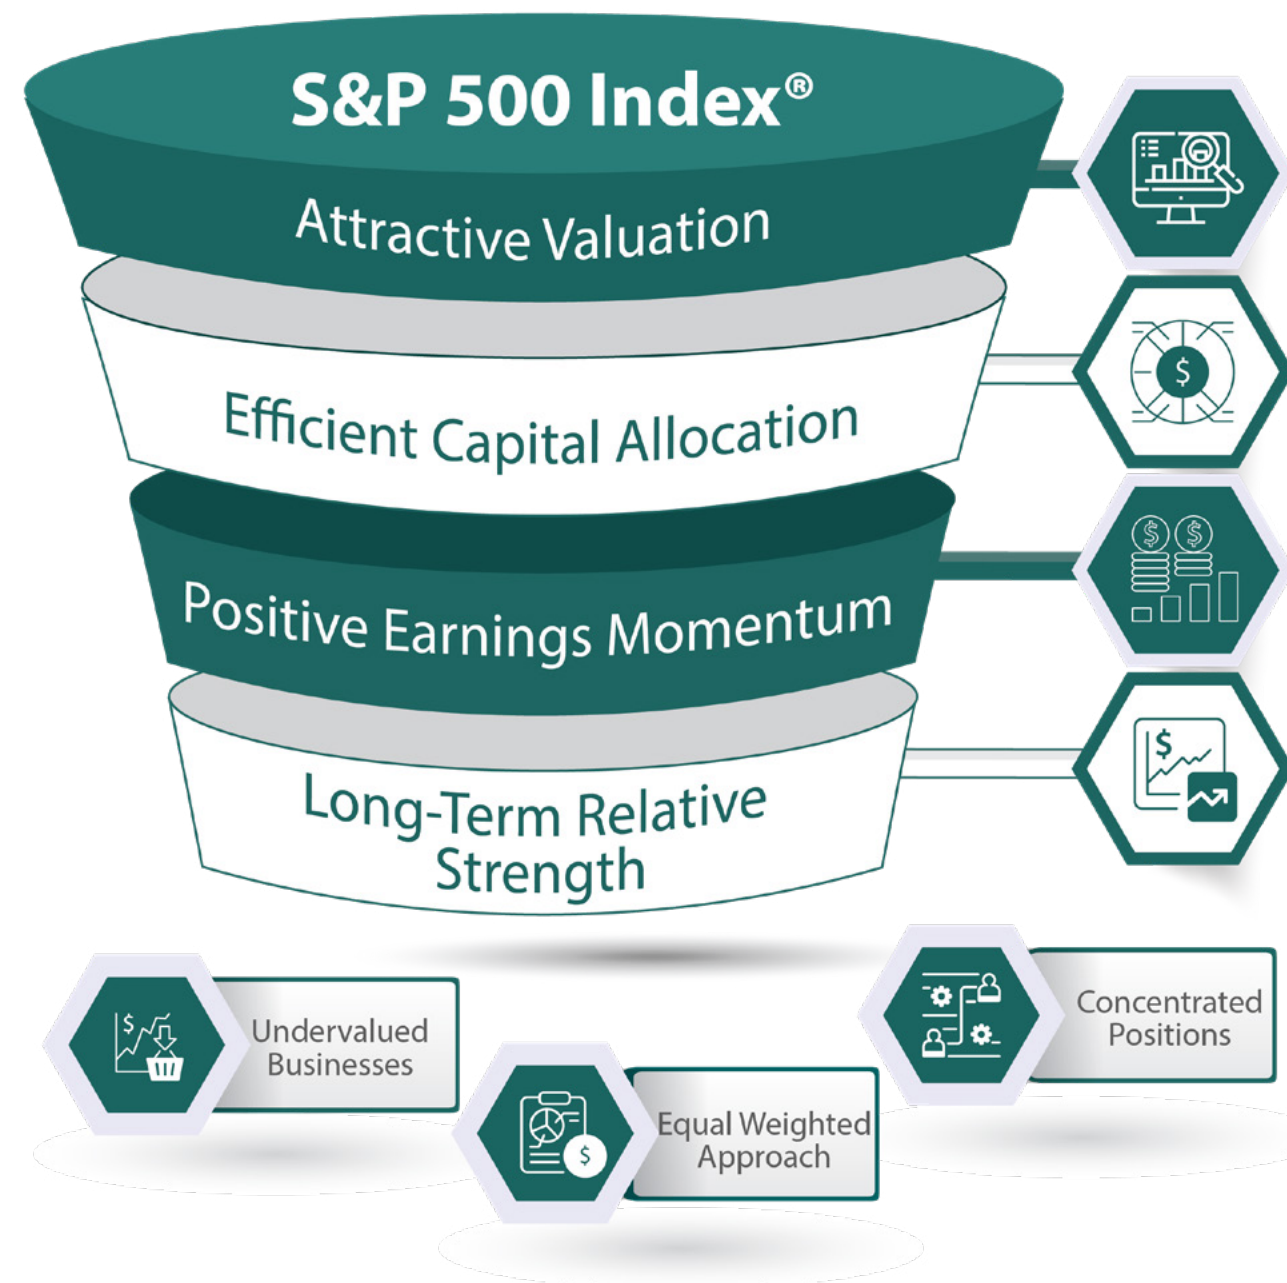 S&P 500 Index®
Attractive Valuation
Efficient Capital Allocation
Positive Earnings Momentum
Long-Term Relative
Strength
Undervalued
Businesses
Equal Weighted
Approach
Concentrated
Positions